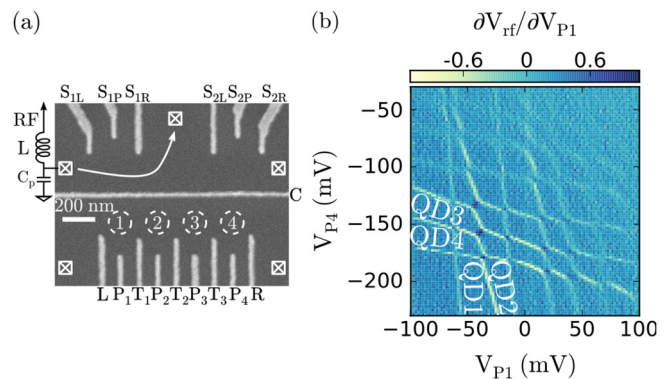 (a)
S1L S1P S1R S2L S2P S2R
RF
L
Cp
C
200 nm
1 2 3 4
L P1 T1 P2 T2 P3 T3 P4 R
(b)
∂Vrf/∂VP1
-0.6 0 0.6
−50
−100
−150
−200
VP4 (mV)
QD3
QD4
QD1
QD2
−100 −50 0 50 100
VP1 (mV)